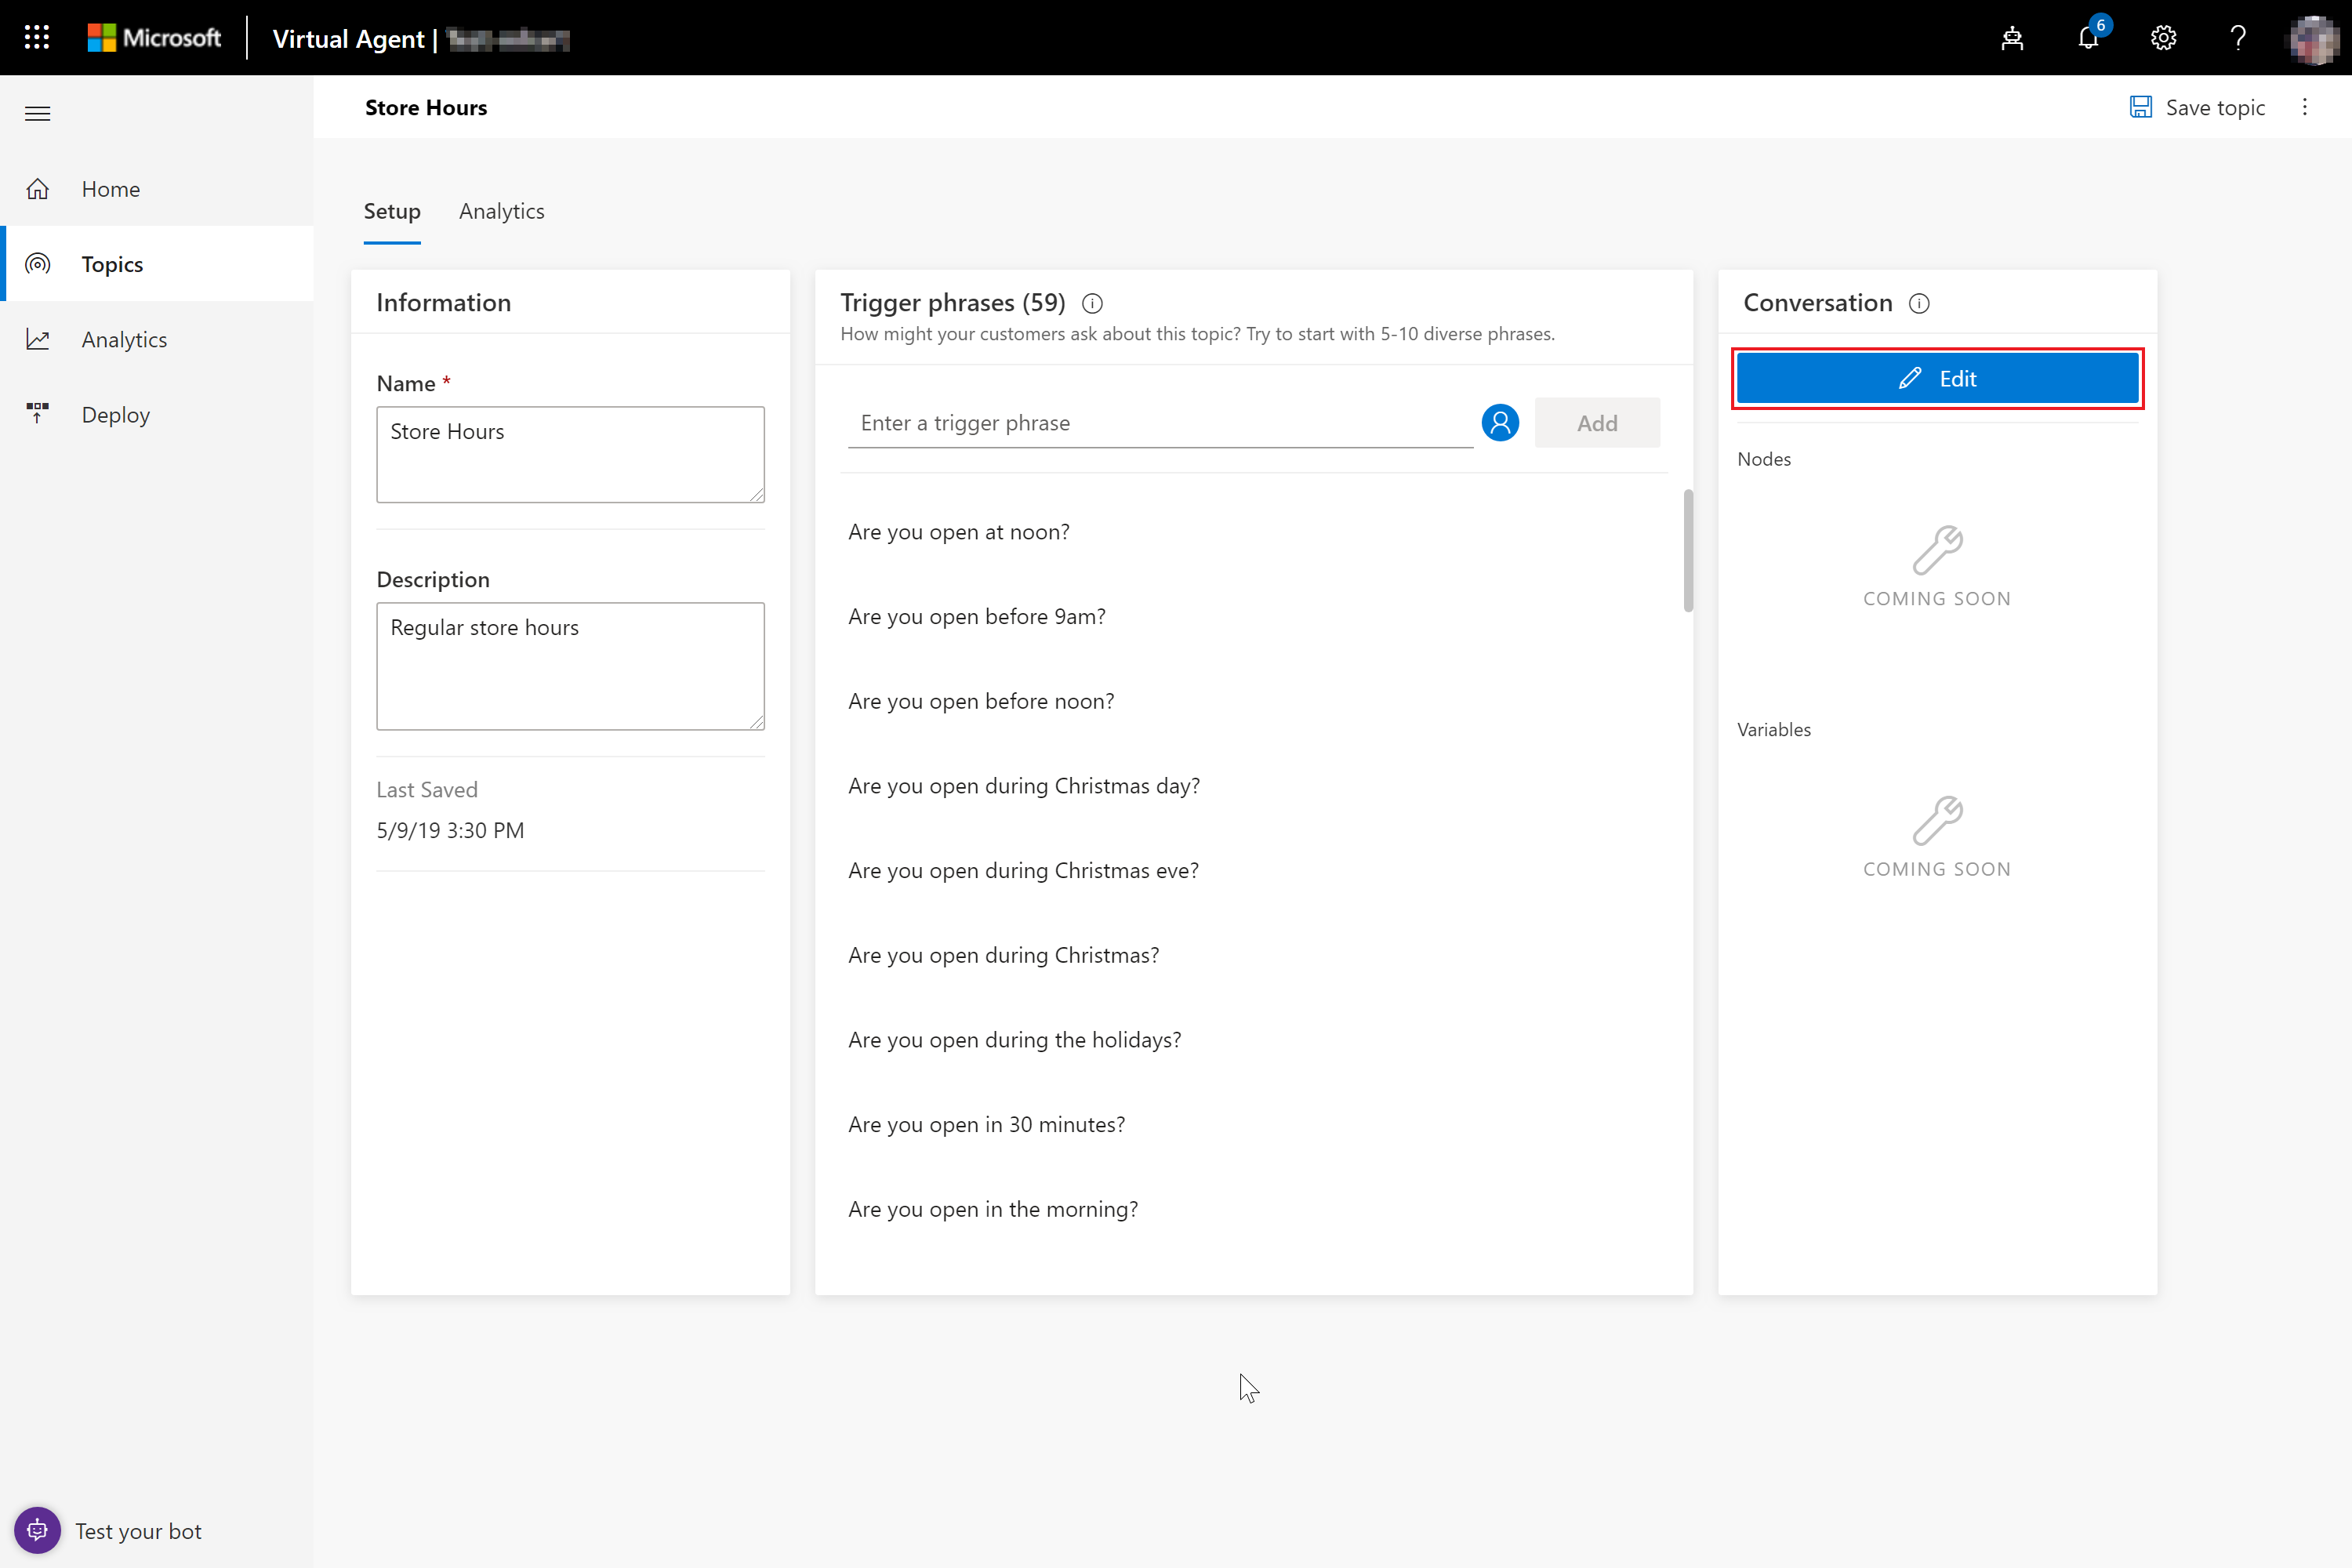 Microsoft
Virtual Agent |
6
Store Hours
Save topic
Home
Topics
Analytics
Deploy
Setup
Analytics
Information
Name *
Store Hours
Description
Regular store hours
Last Saved
5/9/19 3:30 PM
Trigger phrases (59)
How might your customers ask about this topic? Try to start with 5-10 diverse phrases.
Enter a trigger phrase
Add
Are you open at noon?
Are you open before 9am?
Are you open before noon?
Are you open during Christmas day?
Are you open during Christmas eve?
Are you open during Christmas?
Are you open during the holidays?
Are you open in 30 minutes?
Are you open in the morning?
Conversation
Edit
Nodes
COMING SOON
Variables
COMING SOON
Test your bot